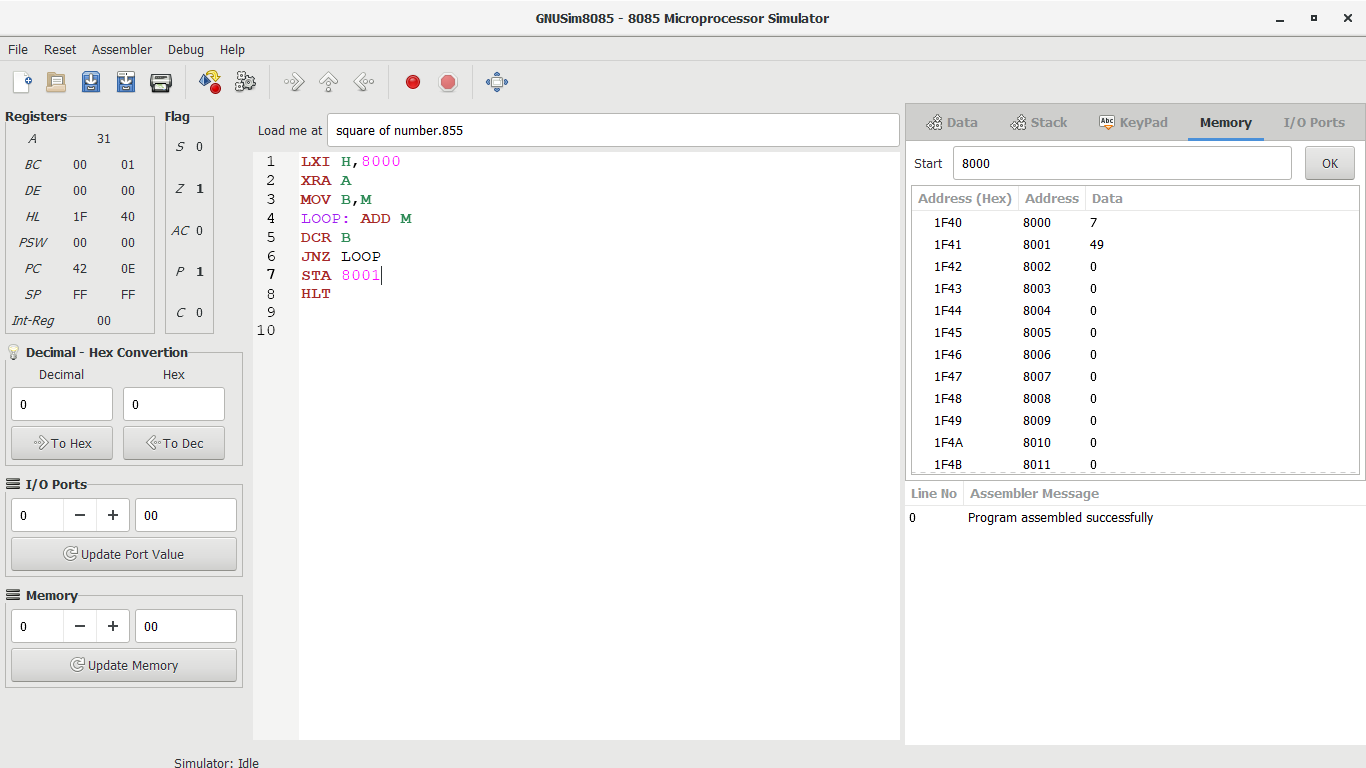 GNUSim8085 - 8085 Microprocessor Simulator
File Reset Assembler Debug Help
Registers
A 31
BC 00 01
DE 00 00
HL 1F 40
PSW 00 00
PC 42 0E
SP FF FF
Int-Reg 00
Flag
S 0
Z 1
AC 0
P 1
C 0
Decimal - Hex Convertion
Decimal Hex
0 0
To Hex To Dec
I/O Ports
0 − + 00
Update Port Value
Memory
0 − + 00
Update Memory
Load me at square of number.855
1 LXI H,8000
2 XRA A
3 MOV B,M
4 LOOP: ADD M
5 DCR B
6 JNZ LOOP
7 STA 8001
8 HLT
9
10
Data Stack Abc KeyPad Memory I/O Ports
Start 8000 OK
Address (Hex) Address Data
1F40 8000 7
1F41 8001 49
1F42 8002 0
1F43 8003 0
1F44 8004 0
1F45 8005 0
1F46 8006 0
1F47 8007 0
1F48 8008 0
1F49 8009 0
1F4A 8010 0
1F4B 8011 0
Line No Assembler Message
0 Program assembled successfully
Simulator: Idle